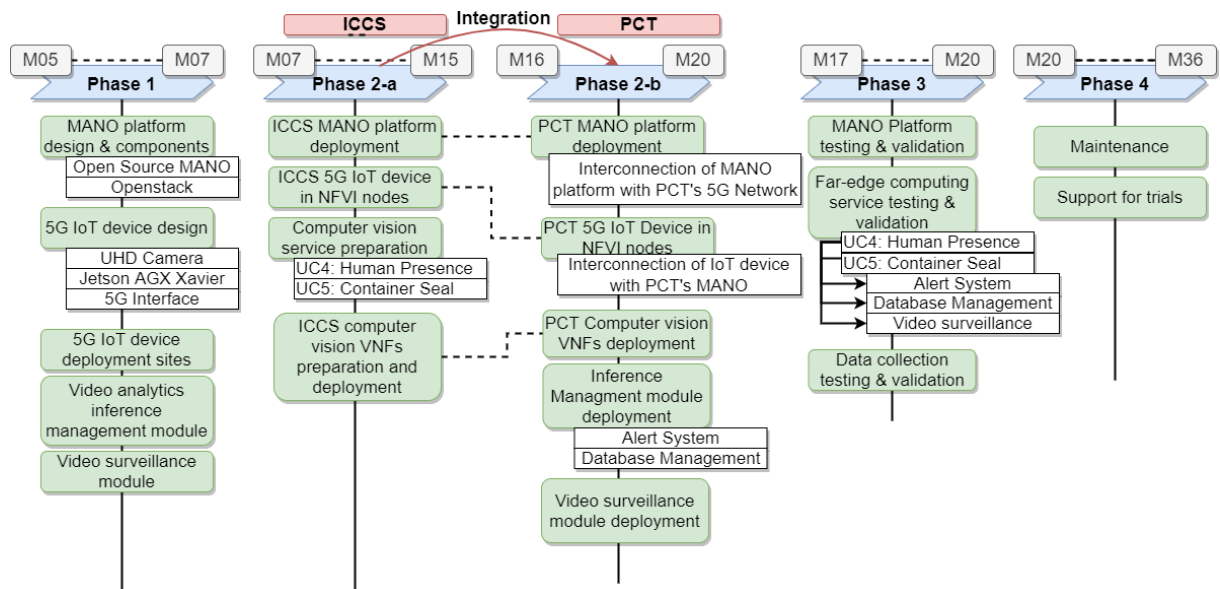 ICCS
Integration
PCT
M05
M07
Phase 1
MANO platform
design & components
Open Source MANO
Openstack
5G IoT device design
UHD Camera
Jetson AGX Xavier
5G Interface
5G IoT device
deployment sites
Video analytics
inference
management module
Video surveillance
module
M07
M15
Phase 2-a
ICCS MANO platform
deployment
ICCS 5G IoT device
in NFVI nodes
Computer vision
service preparation
UC4: Human Presence
UC5: Container Seal
ICCS computer
vision VNFs
preparation and
deployment
M16
M20
Phase 2-b
PCT MANO platform
deployment
Interconnection of MANO
platform with PCT's 5G Network
PCT 5G IoT Device in
NFVI nodes
Interconnection of IoT device
with PCT's MANO
PCT Computer vision
VNFs deployment
Inference
Managment module
deployment
Alert System
Database Management
Video surveillance
module deployment
M17
M20
Phase 3
MANO Platform
testing & validation
Far-edge computing
service testing &
validation
UC4: Human Presence
UC5: Container Seal
Alert System
Database Management
Video surveillance
Data collection
testing & validation
M20
M36
Phase 4
Maintenance
Support for trials